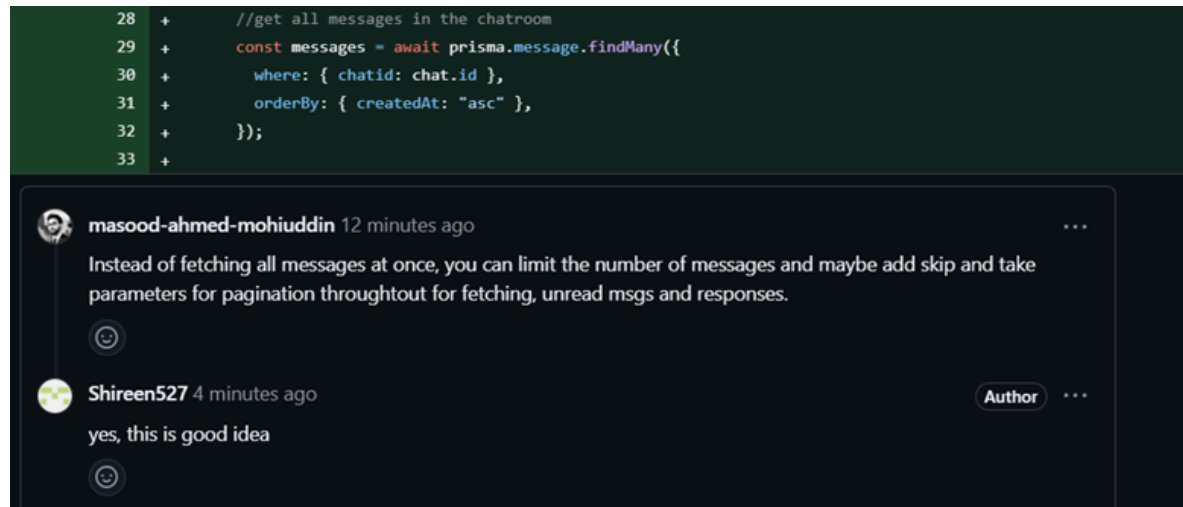 28 + //get all messages in the chatroom
29 + const messages = await prisma.message.findMany({
30 + where: { chatid: chat.id },
31 + orderBy: { createdAt: "asc" },
32 + });
33 +
masood-ahmed-mohiuddin 12 minutes ago ...
Instead of fetching all messages at once, you can limit the number of messages and maybe add skip and take
parameters for pagination throughtout for fetching, unread msgs and responses.
Shireen527 4 minutes ago Author ...
yes, this is good idea